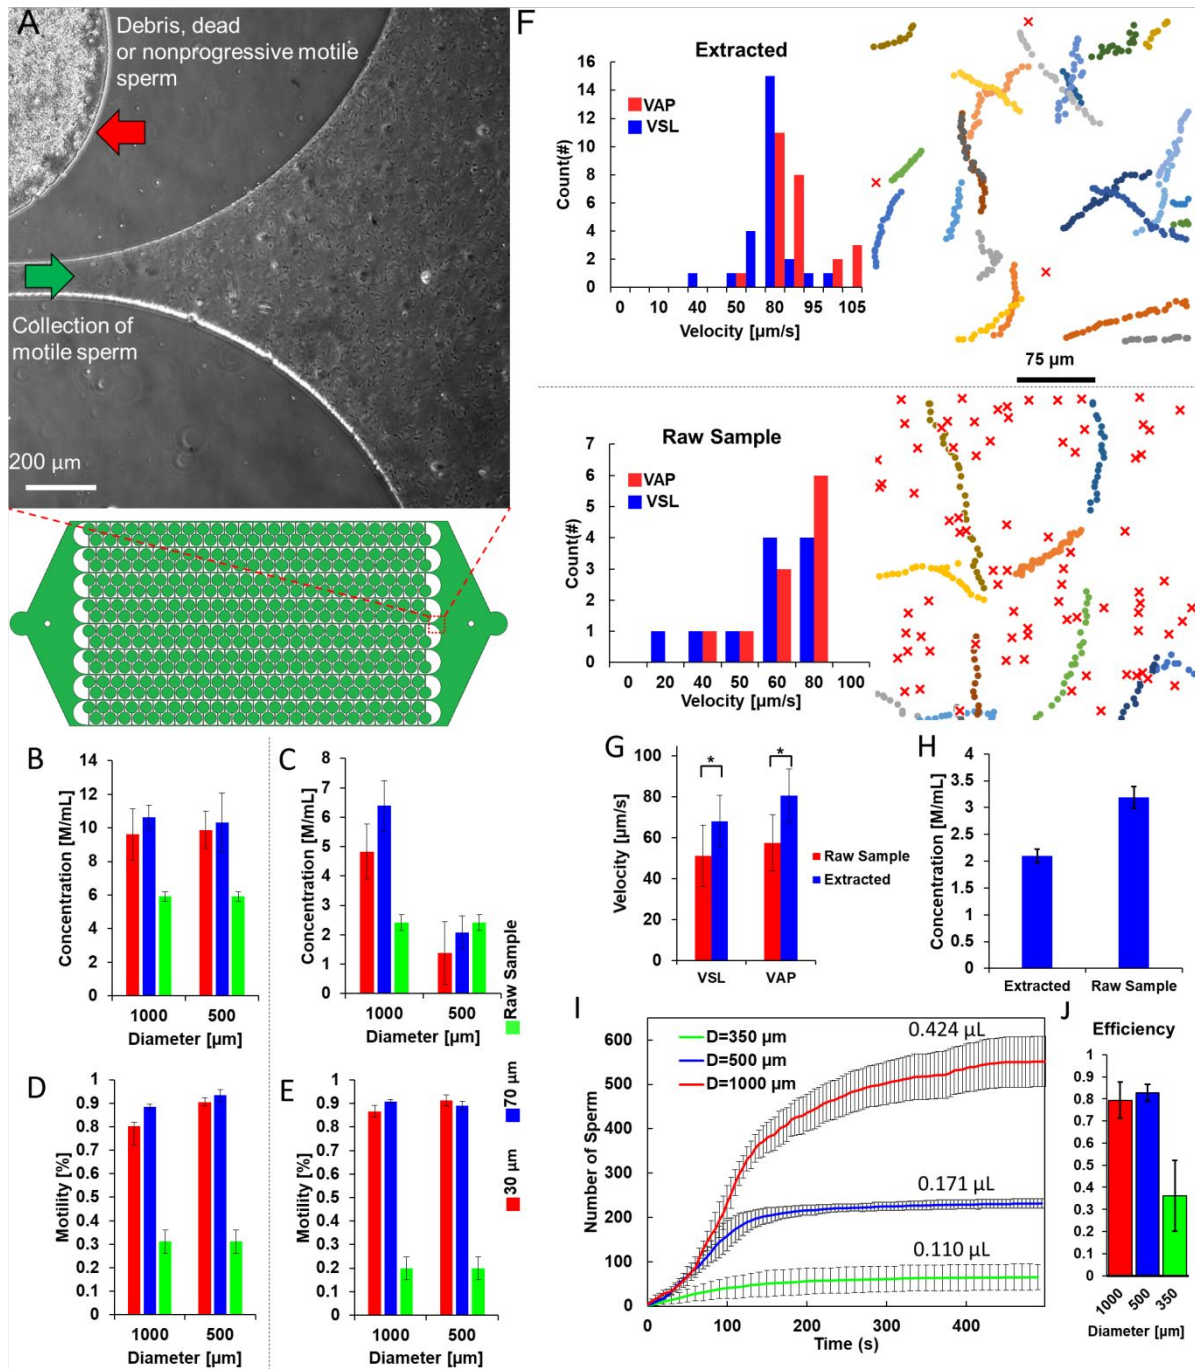 A
Debris, dead
or nonprogressive motile
sperm
Collection of
motile sperm
200 µm
F
Extracted
VAP
VSL
Count(#)
16
14
12
10
8
6
4
2
0
0 10 40 50 80 95 105
Velocity [µm/s]
75 µm
Raw Sample
VAP
VSL
Count(#)
7
6
5
4
3
2
1
0
0 20 40 50 60 80 100
Velocity [µm/s]
B
Concentration [M/mL]
14
12
10
8
6
4
2
0
1000 500
Diameter [µm]
C
Concentration [M/mL]
8
7
6
5
4
3
2
1
0
1000 500
Diameter [µm]
D
Motility [%]
1
0.9
0.8
0.7
0.6
0.5
0.4
0.3
0.2
0.1
0
1000 500
Diameter [µm]
E
Motility [%]
1
0.9
0.8
0.7
0.6
0.5
0.4
0.3
0.2
0.1
0
1000 500
Diameter [µm]
30 µm
70 µm
Raw Sample
G
Velocity [µm/s]
100
80
60
40
20
0
* *
VSL VAP
Raw Sample
Extracted
H
Concentration [M/mL]
4
3.5
3
2.5
2
1.5
1
0.5
0
Extracted Raw Sample
I
Number of Sperm
600
500
400
300
200
100
0
D=350 µm
D=500 µm
D=1000 µm
0.424 µL
0.171 µL
0.110 µL
0 100 200 300 400
Time (s)
J
Efficiency
1
0.9
0.8
0.7
0.6
0.5
0.4
0.3
0.2
0.1
0
1000 500 350
Diameter [µm]